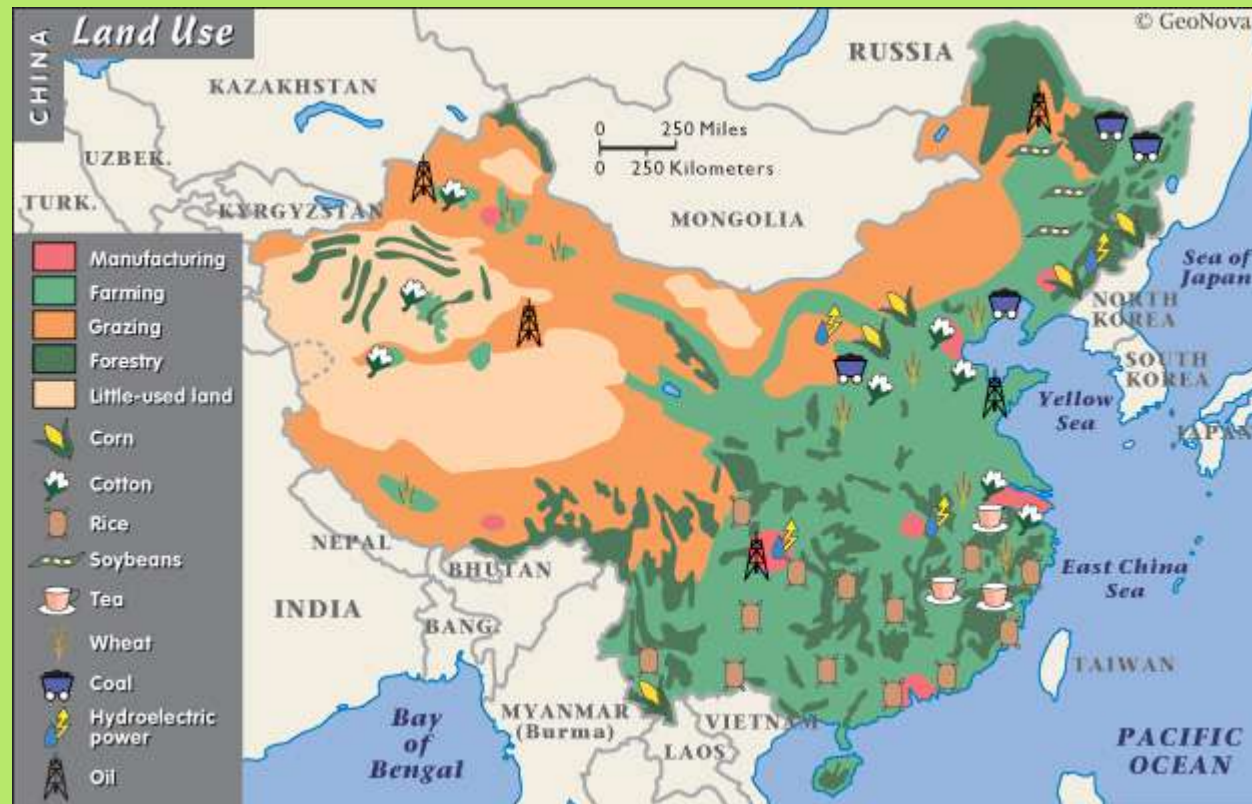 CHINA
Land Use
© GeoNova
RUSSIA
KAZAKHSTAN
0 250 Miles
0 250 Kilometers
UZBEK.
TURK.
KYRGYZSTAN
MONGOLIA
Manufacturing
Farming
Grazing
Forestry
Little-used land
Corn
Cotton
Rice
Soybeans
Tea
Wheat
Coal
Hydroelectric
power
Oil
Sea of
Japan
NORTH
KOREA
SOUTH
KOREA
Yellow
Sea
JAPAN
NEPAL
BHUTAN
INDIA
BANG.
East China
Sea
TAIWAN
MYANMAR
(Burma)
VIETNAM
LAOS
Bay
of
Bengal
PACIFIC
OCEAN